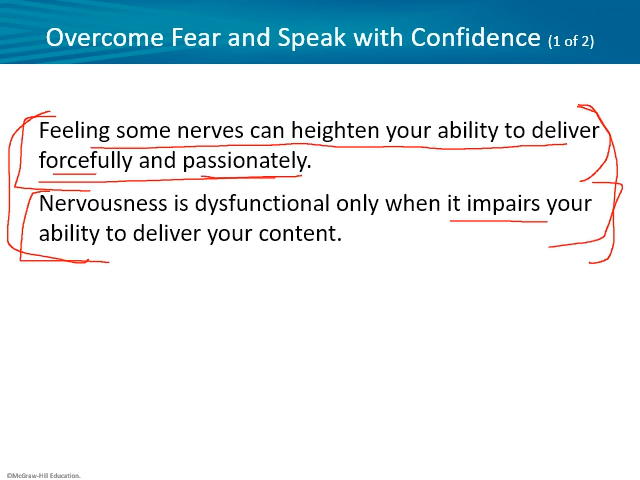 Overcome Fear and Speak with Confidence (1 of 2)
Feeling some nerves can heighten your ability to deliver
forcefully and passionately.
Nervousness is dysfunctional only when it impairs your
ability to deliver your content.
©McGraw-Hill Education.